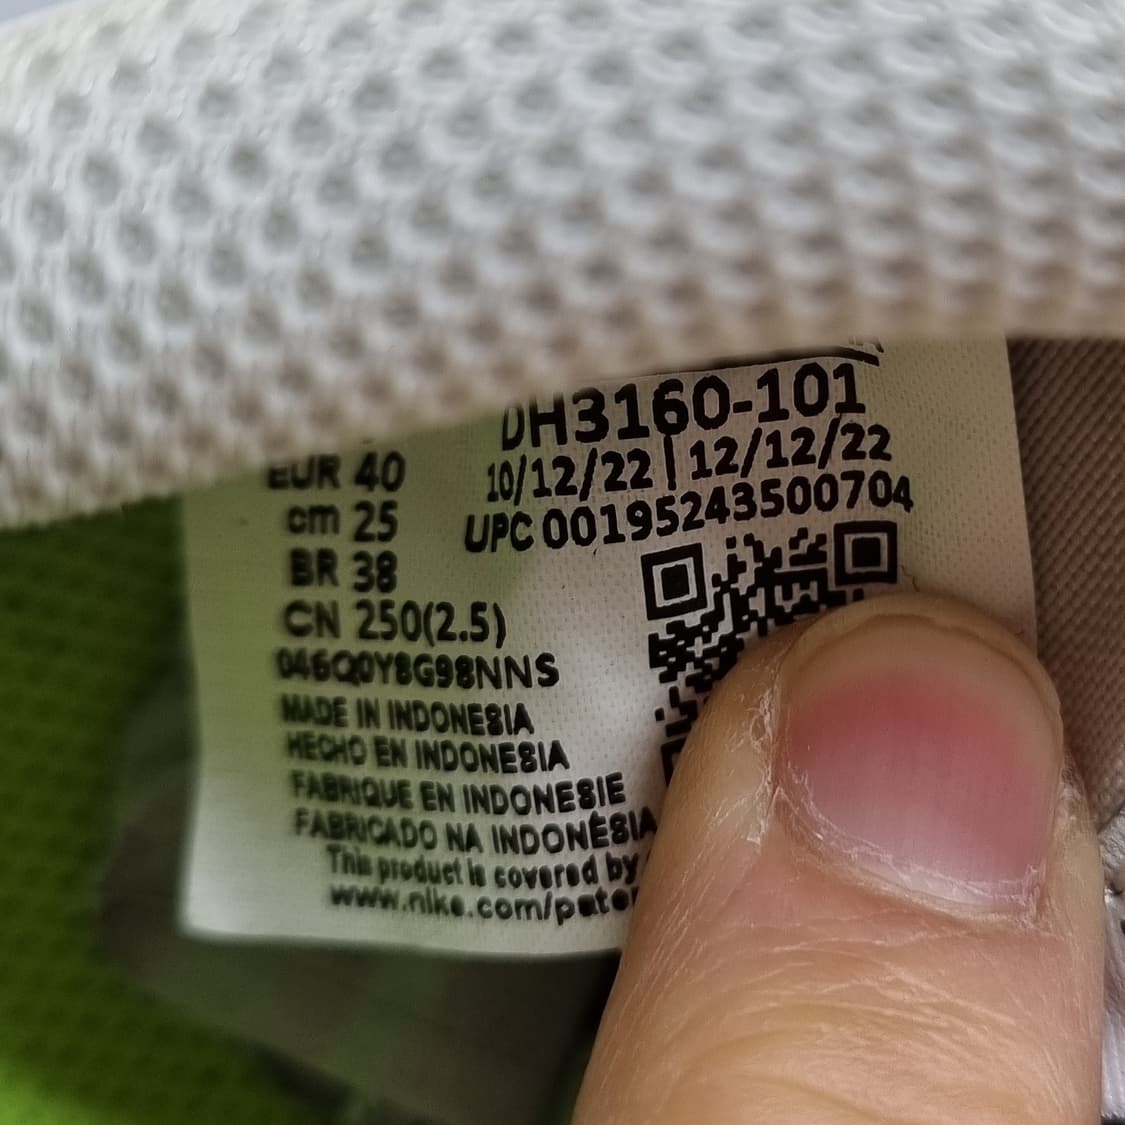 DH3160-101
10/12/22 | 12/12/22
UPC 00195243500704
EUR 40
cm 25
BR 38
CN 250(2.5)
046Q0Y8G98NNS
MADE IN INDONESIA
HECHO EN INDONESIA
FABRIQUE EN INDONESIE
FABRICADO NA INDONÉSIA
This product is covered by
www.nike.com/pate